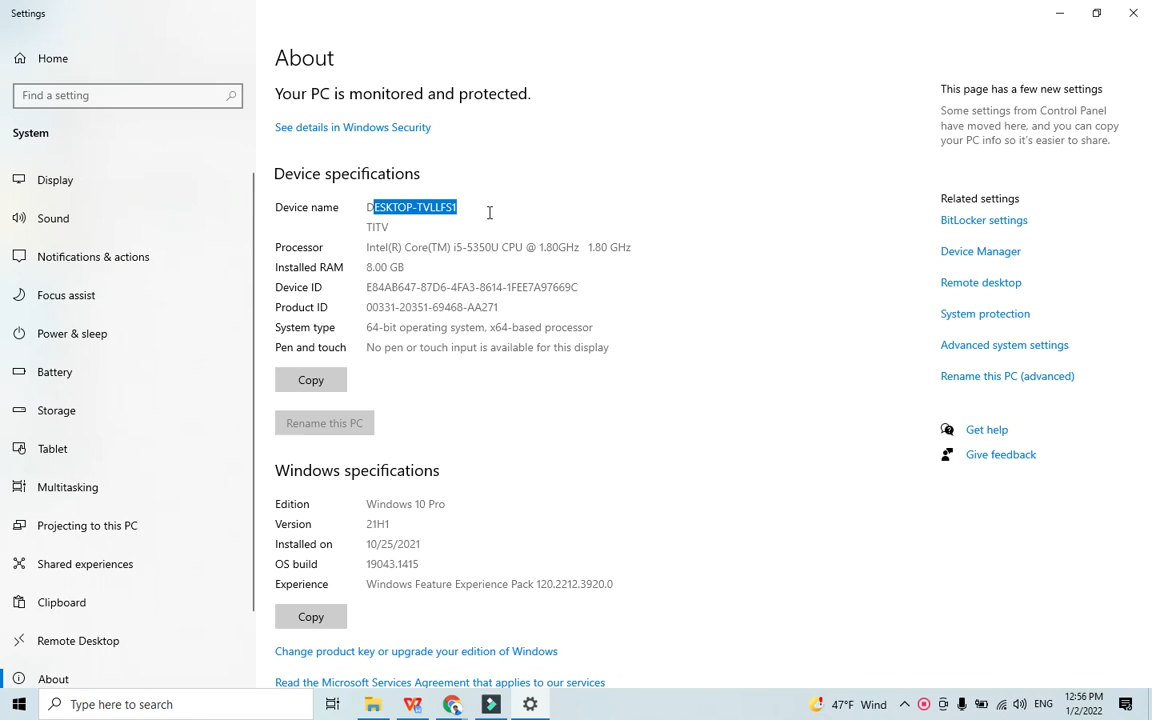 Settings
Home
Find a setting
System
Display
Sound
Notifications & actions
Focus assist
Power & sleep
Battery
Storage
Tablet
Multitasking
Projecting to this PC
Shared experiences
Clipboard
Remote Desktop
About
About
Your PC is monitored and protected.
See details in Windows Security
Device specifications
Device name DESKTOP-TVLLFS1
TITV
Processor Intel(R) Core(TM) i5-5350U CPU @ 1.80GHz 1.80 GHz
Installed RAM 8.00 GB
Device ID E84AB647-87D6-4FA3-8614-1FEE7A97669C
Product ID 00331-20351-69468-AA271
System type 64-bit operating system, x64-based processor
Pen and touch No pen or touch input is available for this display
Copy
Rename this PC
Windows specifications
Edition Windows 10 Pro
Version 21H1
Installed on 10/25/2021
OS build 19043.1415
Experience Windows Feature Experience Pack 120.2212.3920.0
Copy
Change product key or upgrade your edition of Windows
Read the Microsoft Services Agreement that applies to our services
This page has a few new settings
Some settings from Control Panel
have moved here, and you can copy
your PC info so it's easier to share.
Related settings
BitLocker settings
Device Manager
Remote desktop
System protection
Advanced system settings
Rename this PC (advanced)
Get help
Give feedback
Type here to search
47°F Wind
ENG
12:56 PM
1/2/2022